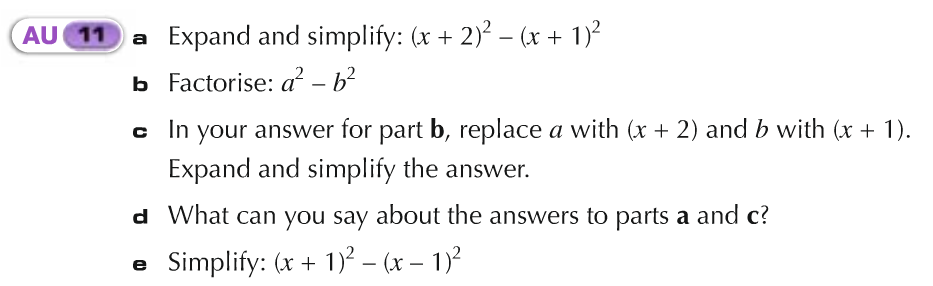 AU 11 a Expand and simplify: (x + 2)² – (x + 1)²
b Factorise: a² – b²
c In your answer for part b, replace a with (x + 2) and b with (x + 1).
Expand and simplify the answer.
d What can you say about the answers to parts a and c?
e Simplify: (x + 1)² – (x – 1)²